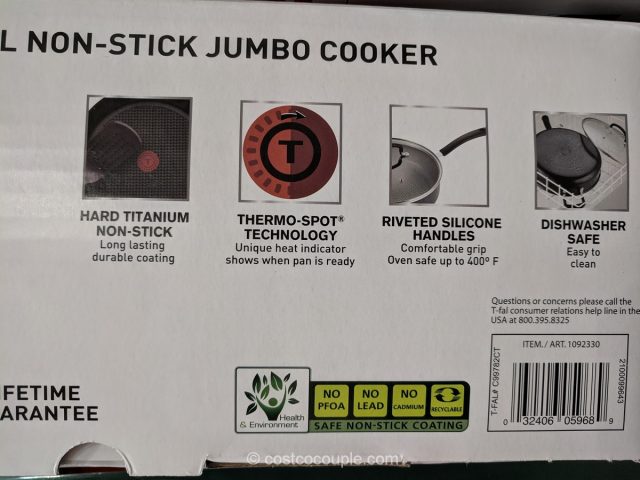 L NON-STICK JUMBO COOKER
T
HARD TITANIUM
NON-STICK
Long lasting
durable coating
THERMO-SPOT®
TECHNOLOGY
Unique heat indicator
shows when pan is ready
RIVETED SILICONE
HANDLES
Comfortable grip
Oven safe up to 400° F
DISHWASHER
SAFE
Easy to
clean
Questions or concerns please call the
T-fal consumer relations help line in the
USA at 800.395.8325
ITEM./ ART. 1092330
T-FAL# C99782CT
2100099643
0 32406 05968 9
IFETIME
ARANTEE
Health
& Environment
NO
PFOA
NO
LEAD
NO
CADMIUM
RECYCLABLE
SAFE NON-STICK COATING
© costcocouple.com